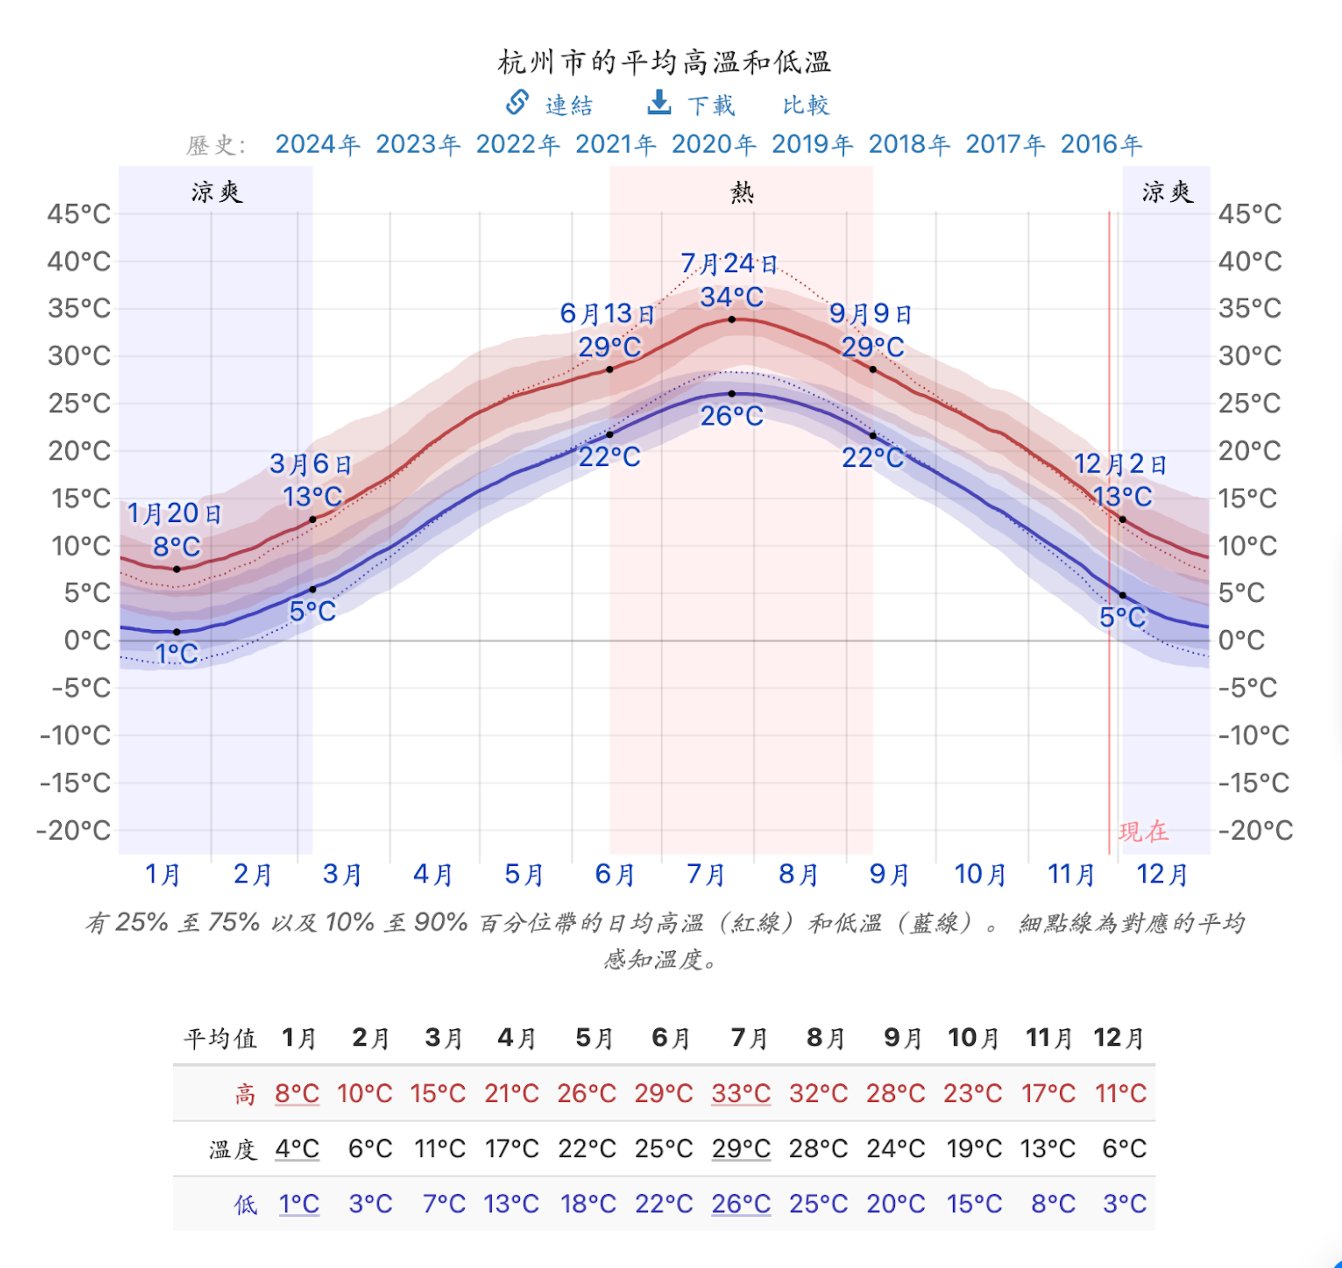 杭州市的平均高溫和低溫
連結 下載 比較
歷史: 2024年 2023年 2022年 2021年 2020年 2019年 2018年 2017年 2016年
涼爽 熱 涼爽
45°C 45°C
40°C 7月24日 40°C
35°C 6月13日 34°C 9月9日 35°C
30°C 29°C 29°C 30°C
25°C 26°C 25°C
20°C 3月6日 22°C 22°C 12月2日 20°C
15°C 1月20日 13°C 13°C 15°C
10°C 8°C 10°C
5°C 5°C 5°C 5°C
0°C 1°C 0°C
-5°C -5°C
-10°C -10°C
-15°C -15°C
-20°C 現在 -20°C
1月 2月 3月 4月 5月 6月 7月 8月 9月 10月 11月 12月
有 25% 至 75% 以及 10% 至 90% 百分位帶的日均高溫（紅線）和低溫（藍線）。 細點線為對應的平均
感知溫度。
平均值 1月 2月 3月 4月 5月 6月 7月 8月 9月 10月 11月 12月
高 8°C 10°C 15°C 21°C 26°C 29°C 33°C 32°C 28°C 23°C 17°C 11°C
溫度 4°C 6°C 11°C 17°C 22°C 25°C 29°C 28°C 24°C 19°C 13°C 6°C
低 1°C 3°C 7°C 13°C 18°C 22°C 26°C 25°C 20°C 15°C 8°C 3°C